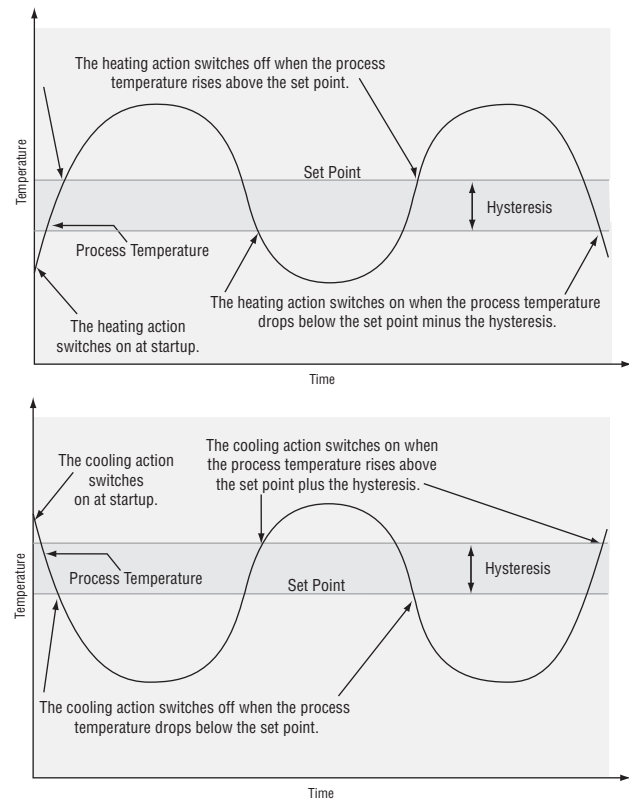 The heating action switches off when the process
temperature rises above the set point.
Temperature
Set Point
Hysteresis
Process Temperature
The heating action switches on when the process temperature
drops below the set point minus the hysteresis.
The heating action
switches on at startup.
Time
The cooling action switches on when
the process temperature rises above
the set point plus the hysteresis.
The cooling action
switches
on at startup.
Temperature
Process Temperature
Hysteresis
Set Point
The cooling action switches off when the process
temperature drops below the set point.
Time